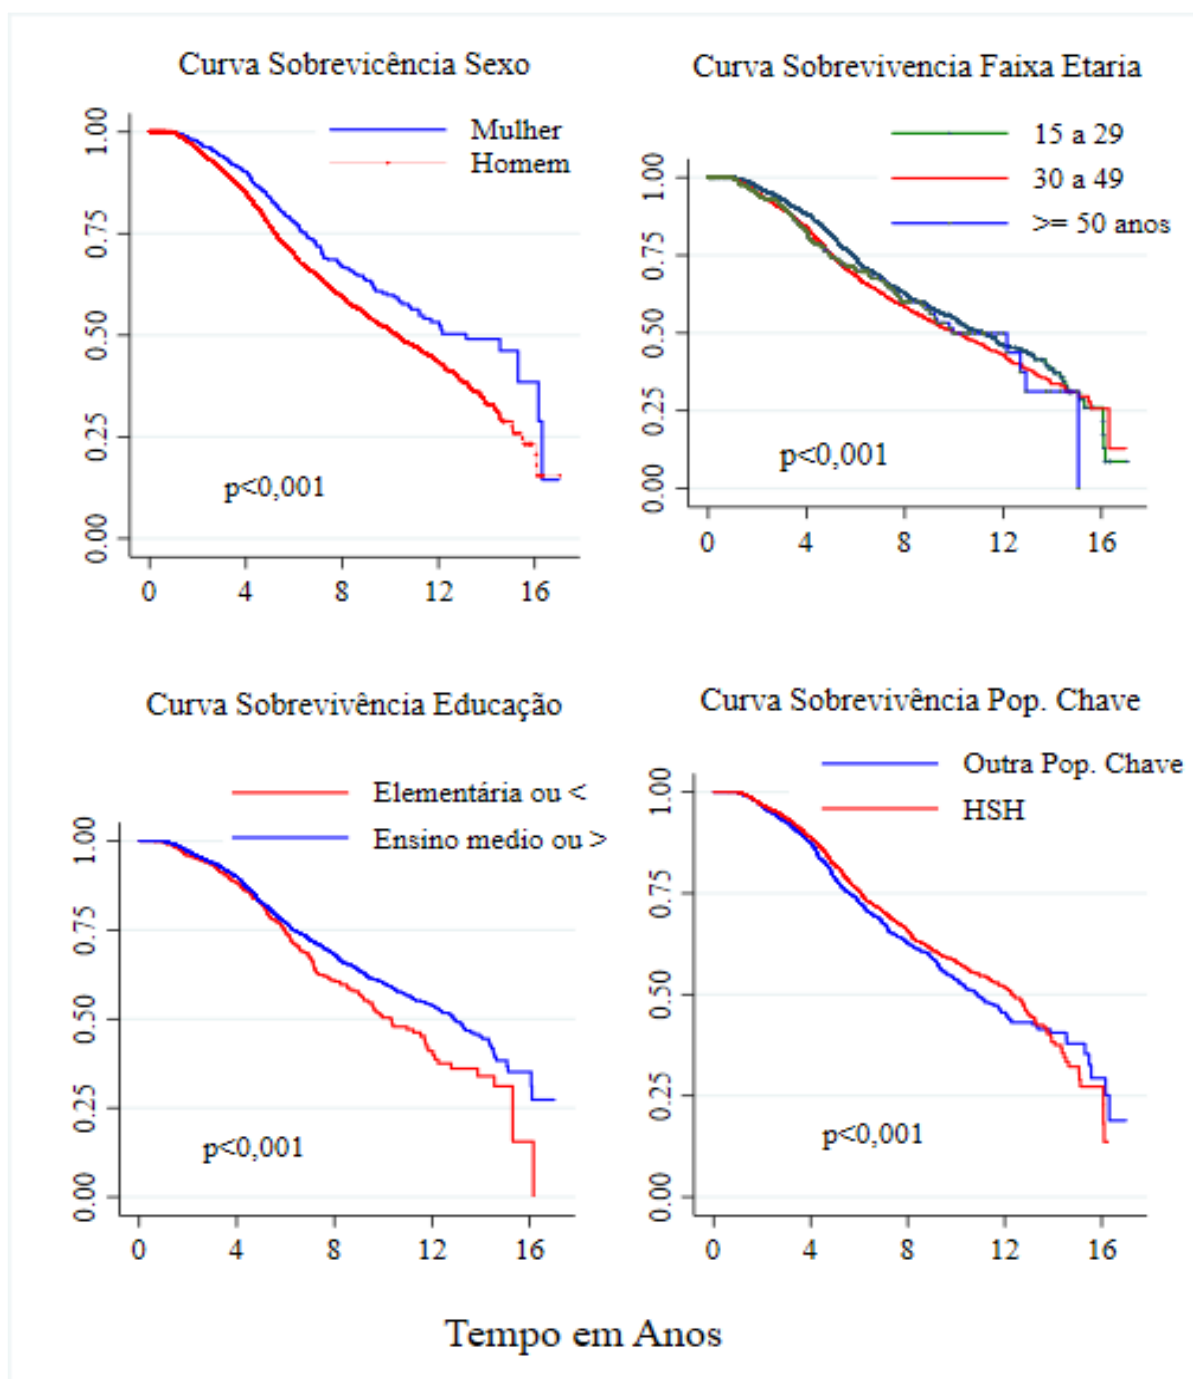 Curva Sobrevicência Sexo
Mulher
Homem
1.00
0.75
0.50
0.25
0.00
p<0,001
0 4 8 12 16
Curva Sobrevivencia Faixa Etaria
15 a 29
30 a 49
>= 50 anos
1.00
0.75
0.50
0.25
0.00
p<0,001
0 4 8 12 16
Curva Sobrevivência Educação
Elementária ou <
Ensino medio ou >
1.00
0.75
0.50
0.25
0.00
p<0,001
0 4 8 12 16
Curva Sobrevivência Pop. Chave
Outra Pop. Chave
HSH
1.00
0.75
0.50
0.25
0.00
p<0,001
0 4 8 12 16
Tempo em Anos